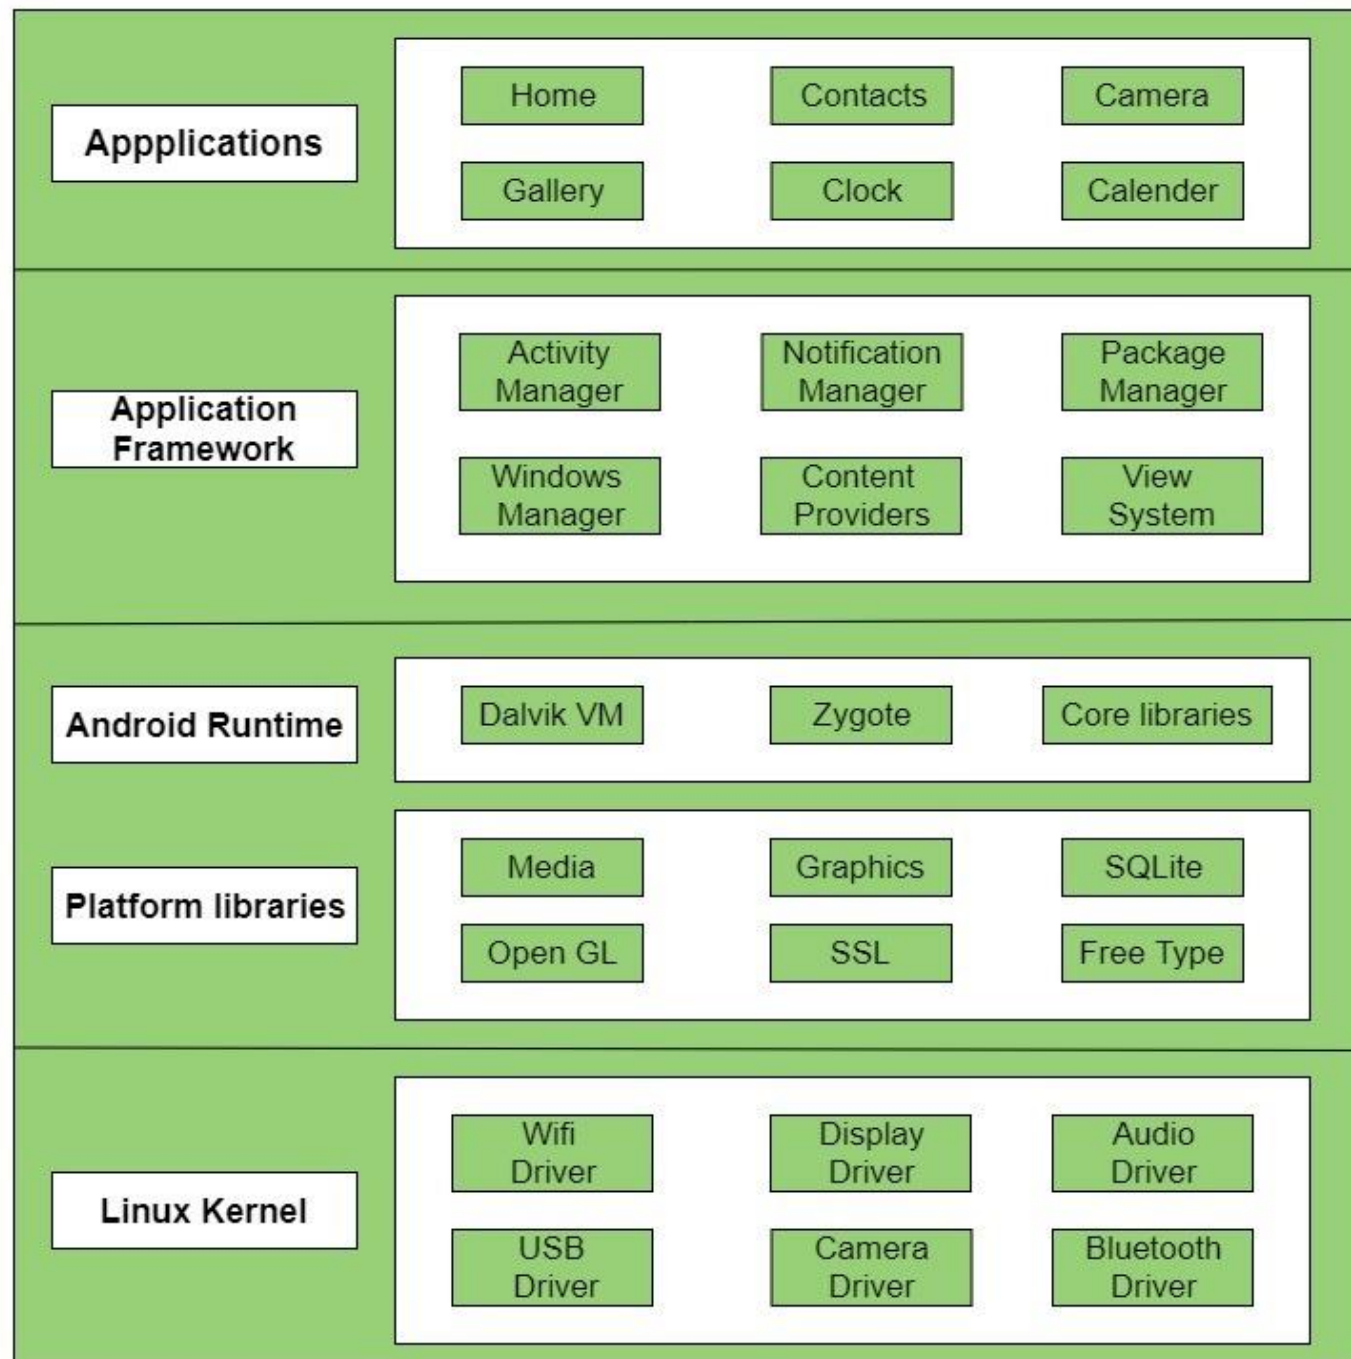 Appplications
Home
Contacts
Camera
Gallery
Clock
Calender
Application
Framework
Activity
Manager
Notification
Manager
Package
Manager
Windows
Manager
Content
Providers
View
System
Android Runtime
Dalvik VM
Zygote
Core libraries
Platform libraries
Media
Graphics
SQLite
Open GL
SSL
Free Type
Linux Kernel
Wifi
Driver
Display
Driver
Audio
Driver
USB
Driver
Camera
Driver
Bluetooth
Driver